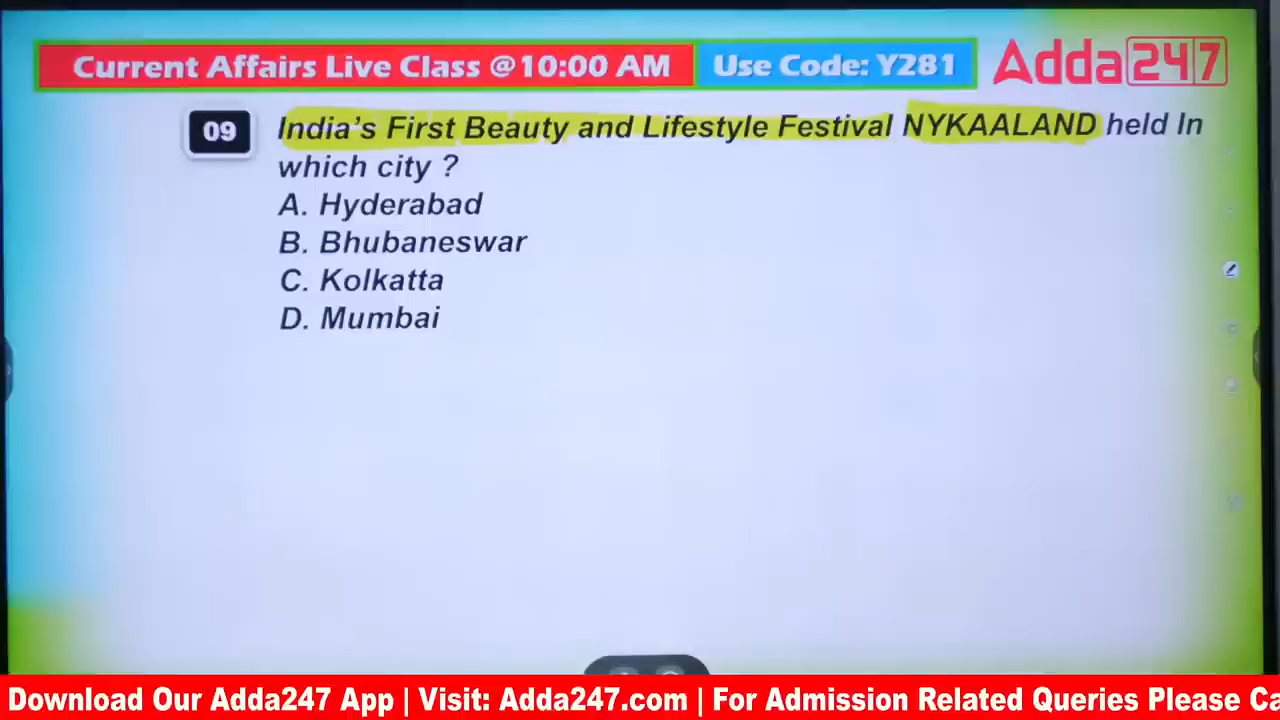 Current Affairs Live Class @10:00 AM Use Code: Y281 Adda247
09 India's First Beauty and Lifestyle Festival NYKAALAND held In
which city ?
A. Hyderabad
B. Bhubaneswar
C. Kolkatta
D. Mumbai
Download Our Adda247 App | Visit: Adda247.com | For Admission Related Queries Please Ca